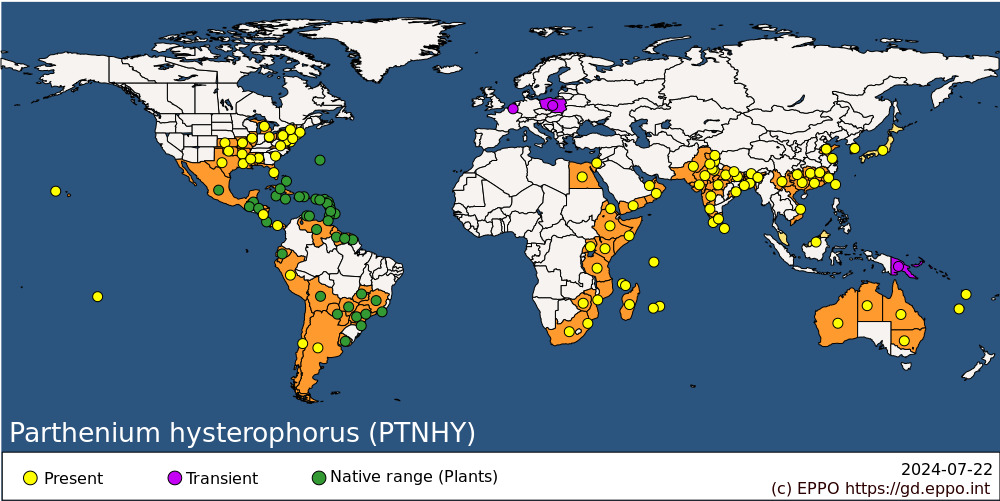 Parthenium hysterophorus (PTNHY)
Present
Transient
Native range (Plants)
2024-07-22
(c) EPPO https://gd.eppo.int